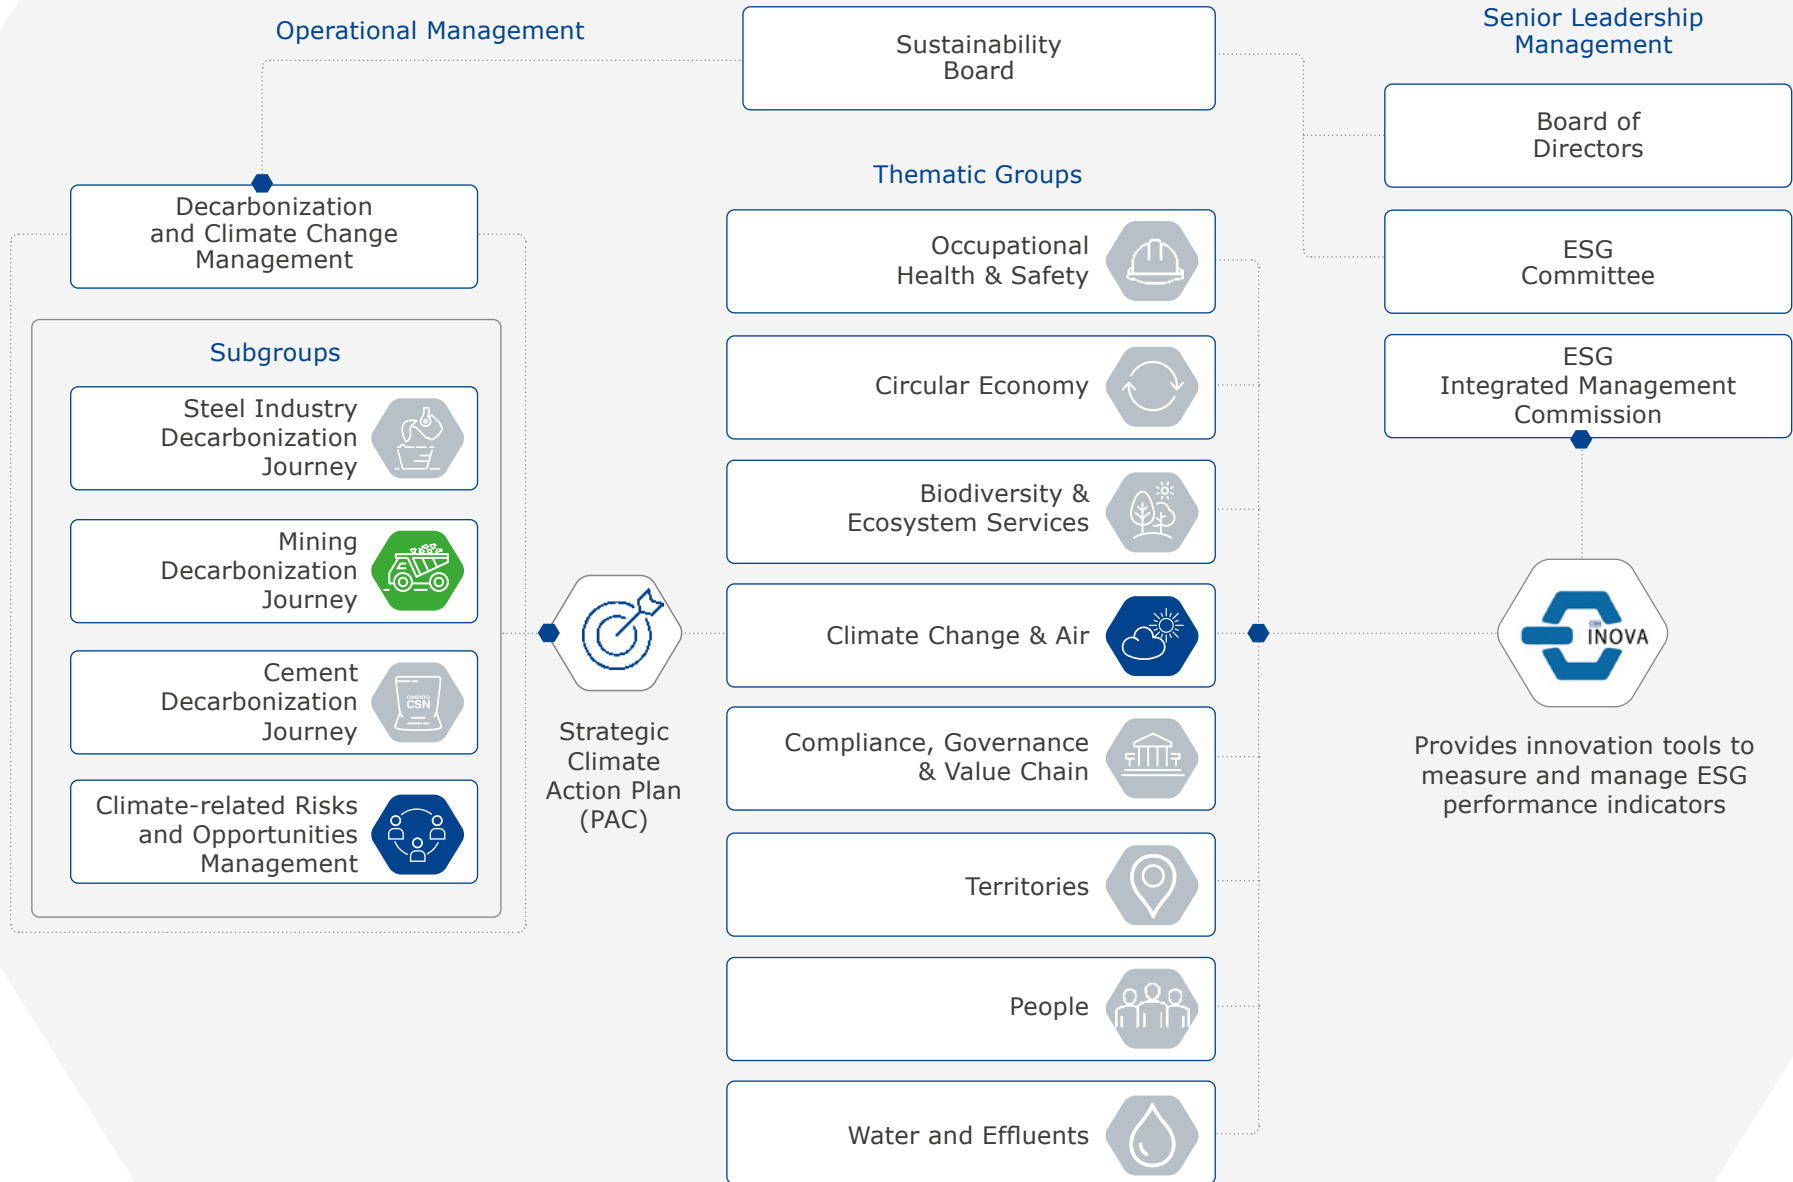 Operational Management
Sustainability
Board
Senior Leadership
Management
Board of
Directors
ESG
Committee
ESG
Integrated Management
Commission
Decarbonization
and Climate Change
Management
Subgroups
Steel Industry
Decarbonization
Journey
Mining
Decarbonization
Journey
Cement
Decarbonization
Journey
CIMENTO
CSN
Climate-related Risks
and Opportunities
Management
Strategic
Climate
Action Plan
(PAC)
Thematic Groups
Occupational
Health & Safety
Circular Economy
Biodiversity &
Ecosystem Services
Climate Change & Air
Compliance, Governance
& Value Chain
Territories
People
Water and Effluents
CSN
INOVA
Provides innovation tools to
measure and manage ESG
performance indicators